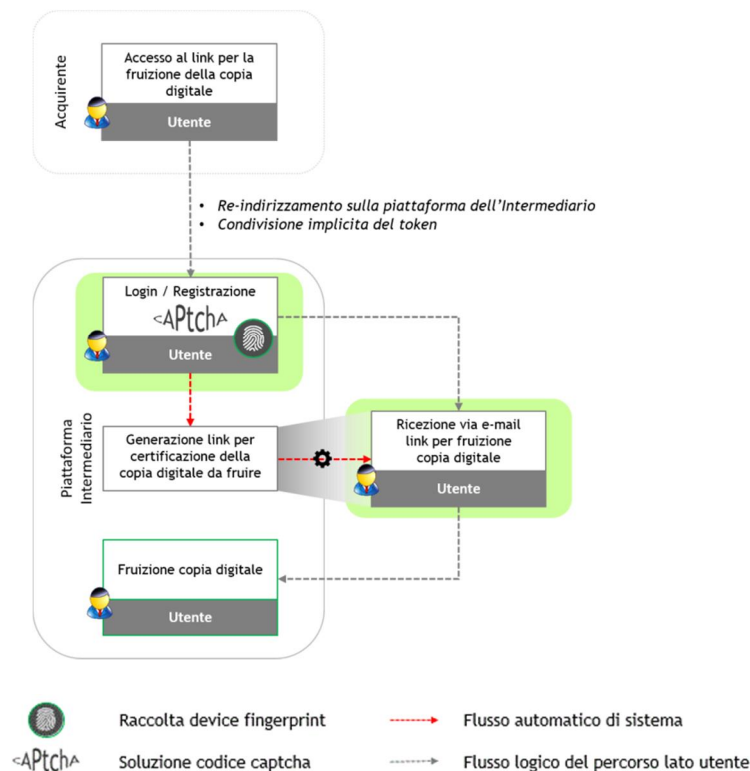 Acquirente
Accesso al link per la
fruizione della copia
digitale
Utente
• Re-indirizzamento sulla piattaforma dell’Intermediario
• Condivisione implicita del token
Piattaforma
Intermediario
Login / Registrazione
<APtchA
Utente
Generazione link per
certificazione della
copia digitale da fruire
Ricezione via e-mail
link per fruizione
copia digitale
Utente
Fruizione copia digitale
Utente
Raccolta device fingerprint
Flusso automatico di sistema
<APtchA
Soluzione codice captcha
Flusso logico del percorso lato utente